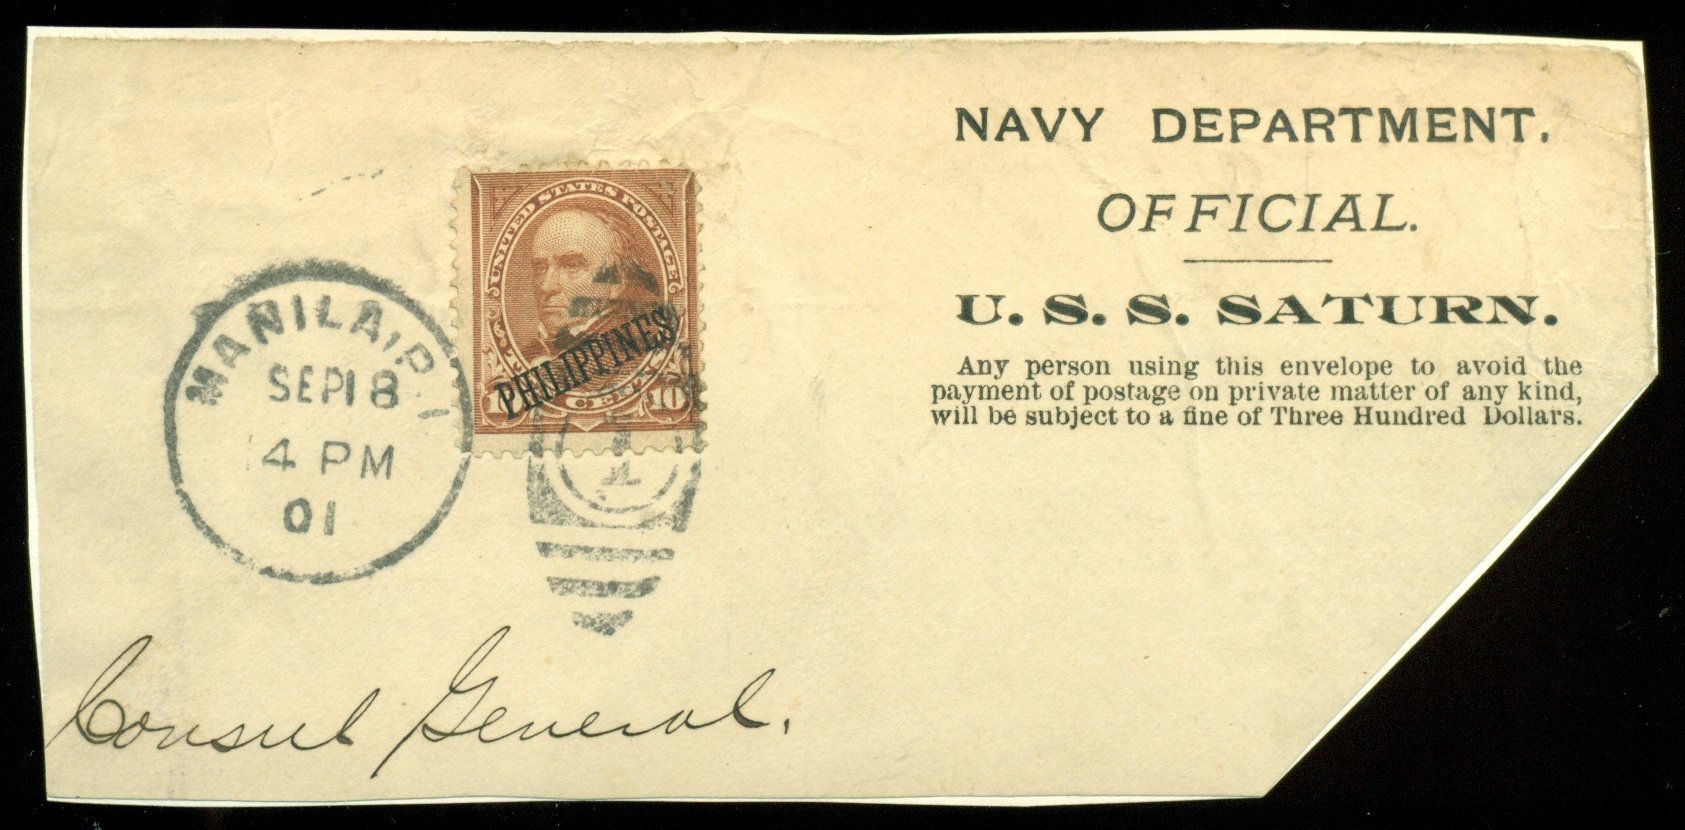 NAVY DEPARTMENT.
OFFICIAL.
U. S. S. SATURN.
Any person using this envelope to avoid the
payment of postage on private matter of any kind,
will be subject to a fine of Three Hundred Dollars.
UNITED STATES POSTAGE
PHILIPPINES
10 10
MANILA, P. I
SEP 18
4 PM
01
1
Consul General.